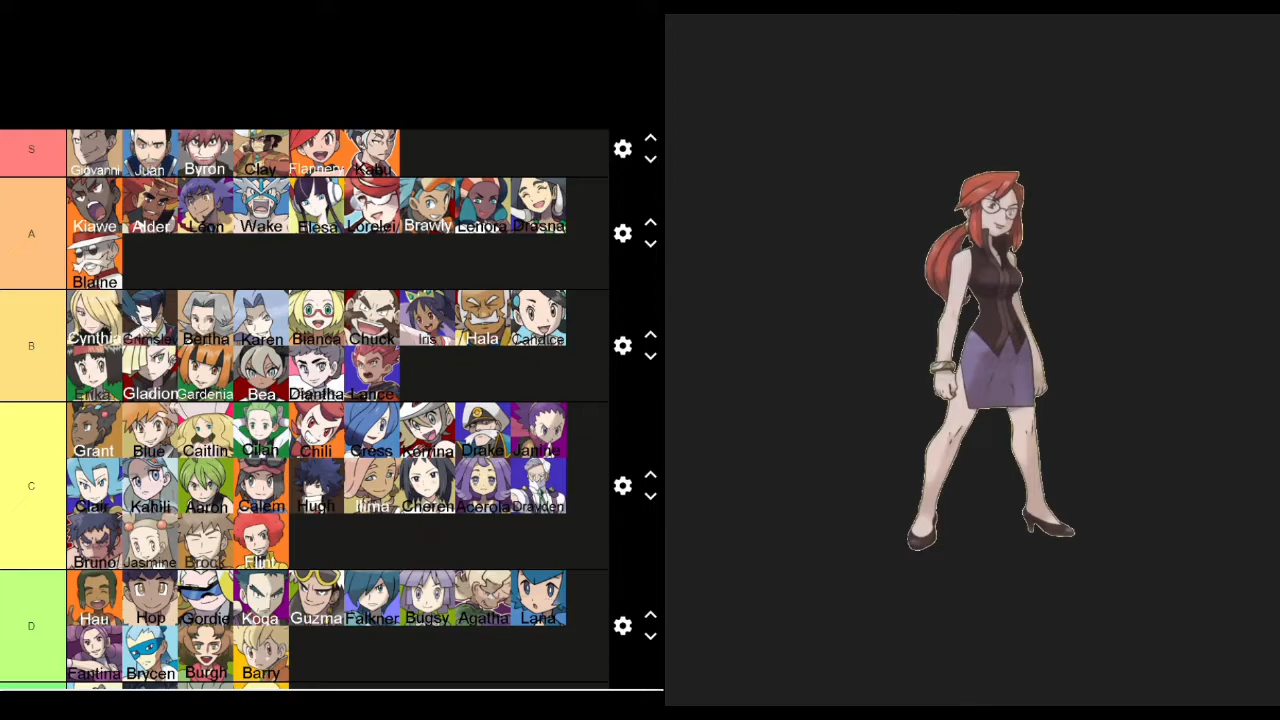 S
Giovanni Juan Byron Clay Flannery Kabu
A
Kiawe Alder Leon Wake Elesa Lorelei Brawly Lenora Drasna
Blaine
B
Cynthia Grimsley Bertha Karen Bianca Chuck Iris Hala Candice
Erika Gladion Gardenia Bea Diantha Lance
C
Grant Blue Caitlin Cilan Chili Cress Korrina Drake Janine
Clair Kahili Aaron Calem Hugh Ilima Cheren Acerola Drayden
Bruno Jasmine Brock Flint
D
Hau Hop Gordie Koga Guzma Falkner Bugsy Agatha Lana
Fantina Brycen Burgh Barry